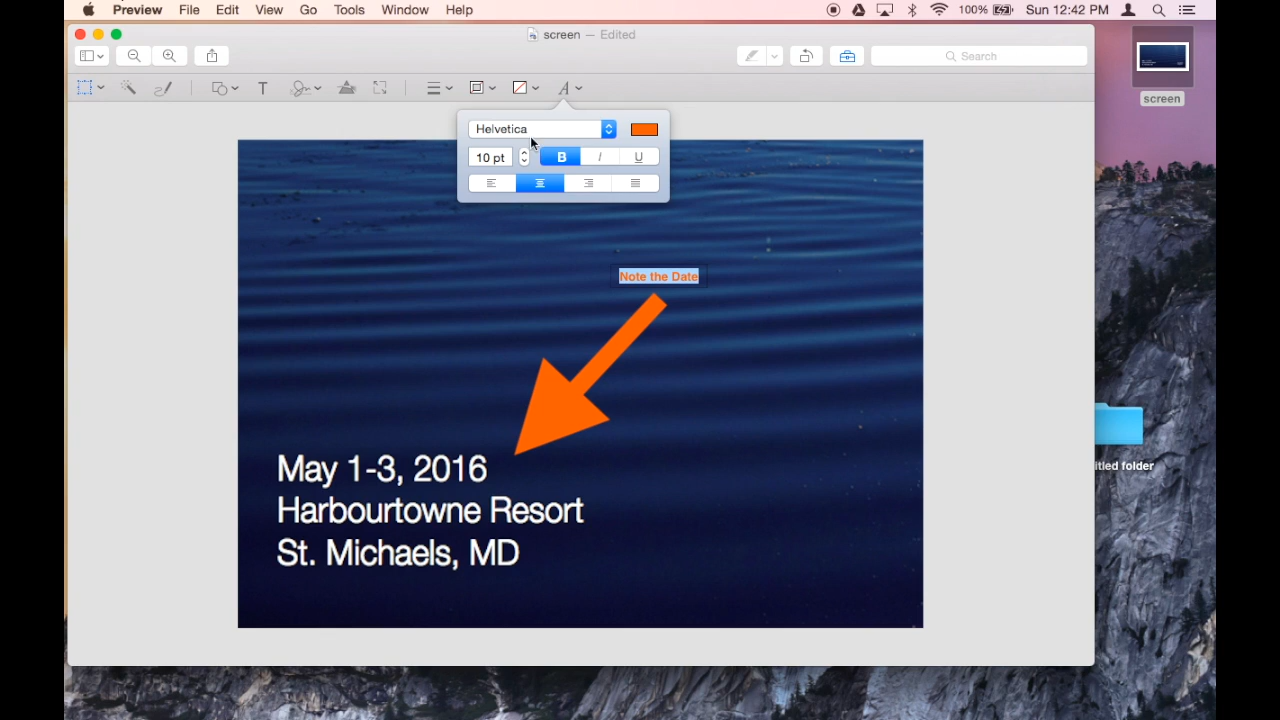 Preview File Edit View Go Tools Window Help 100% Sun 12:42 PM
screen — Edited
Search
screen
T
A
Helvetica
10 pt B I U
Note the Date
May 1-3, 2016
Harbourtowne Resort
St. Michaels, MD
itled folder